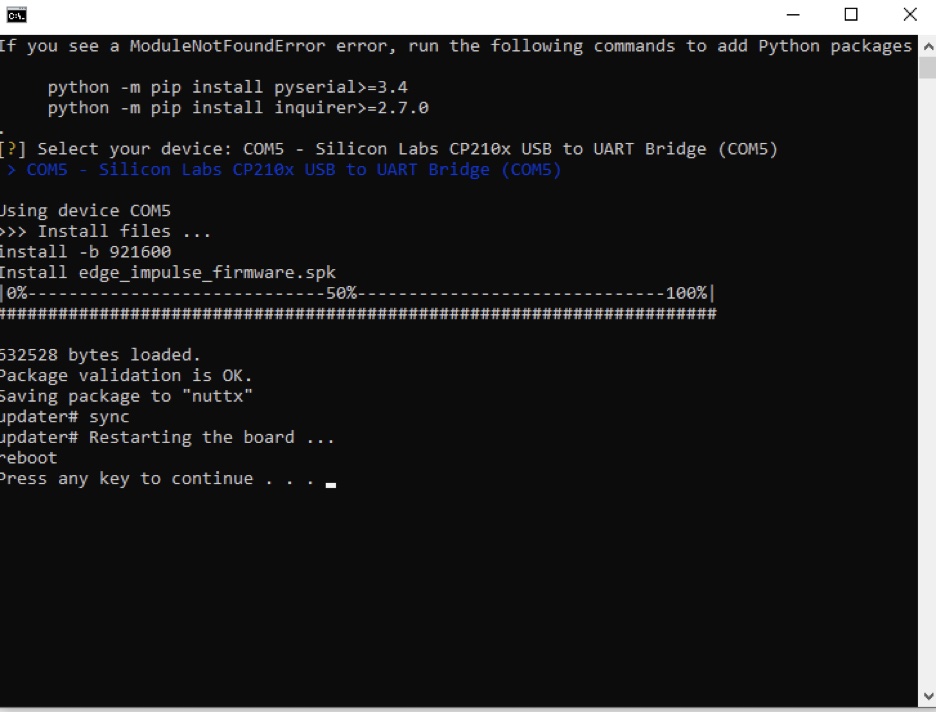 If you see a ModuleNotFoundError error, run the following commands to add Python packages
python -m pip install pyserial>=3.4
python -m pip install inquirer>=2.7.0
.
[?] Select your device: COM5 - Silicon Labs CP210x USB to UART Bridge (COM5)
> COM5 - Silicon Labs CP210x USB to UART Bridge (COM5)
Using device COM5
>>> Install files ...
install -b 921600
Install edge_impulse_firmware.spk
|0%-----------------------------50%------------------------------100%|
######################################################################
532528 bytes loaded.
Package validation is OK.
Saving package to "nuttx"
updater# sync
updater# Restarting the board ...
reboot
Press any key to continue . . .